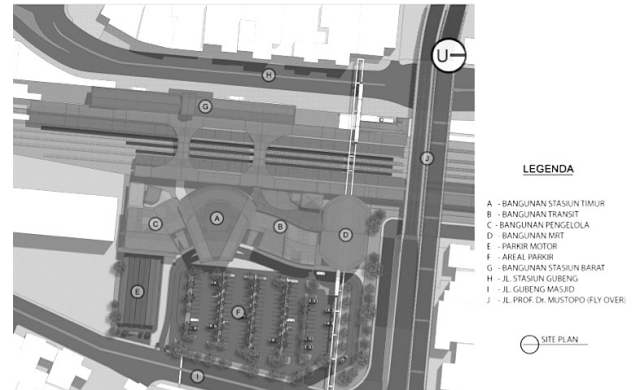 H
U
G
J
A
C
B
D
E
F
I
LEGENDA
A - BANGUNAN STASIUN TIMUR
B - BANGUNAN TRANSIT
C - BANGUNAN PENGELOLA
D - BANGUNAN MRT
E - PARKIR MOTOR
F - AREAL PARKIR
G - BANGUNAN STASIUN BARAT
H - JL. STASIUN GUBENG
I - JL. GUBENG MASJID
J - JL. PROF. Dr. MUSTOPO (FLY OVER)
SITE PLAN